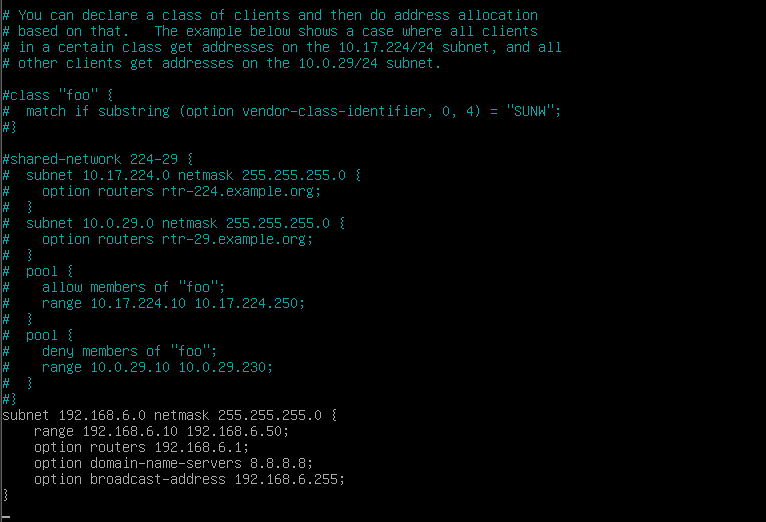 # You can declare a class of clients and then do address allocation
# based on that.   The example below shows a case where all clients
# in a certain class get addresses on the 10.17.224/24 subnet, and all
# other clients get addresses on the 10.0.29/24 subnet.

#class "foo" {
#  match if substring (option vendor-class-identifier, 0, 4) = "SUNW";
#}

#shared-network 224-29 {
#  subnet 10.17.224.0 netmask 255.255.255.0 {
#    option routers rtr-224.example.org;
#  }
#  subnet 10.0.29.0 netmask 255.255.255.0 {
#    option routers rtr-29.example.org;
#  }
#  pool {
#    allow members of "foo";
#    range 10.17.224.10 10.17.224.250;
#  }
#  pool {
#    deny members of "foo";
#    range 10.0.29.10 10.0.29.230;
#  }
#}
subnet 192.168.6.0 netmask 255.255.255.0 {
    range 192.168.6.10 192.168.6.50;
    option routers 192.168.6.1;
    option domain-name-servers 8.8.8.8;
    option broadcast-address 192.168.6.255;
}